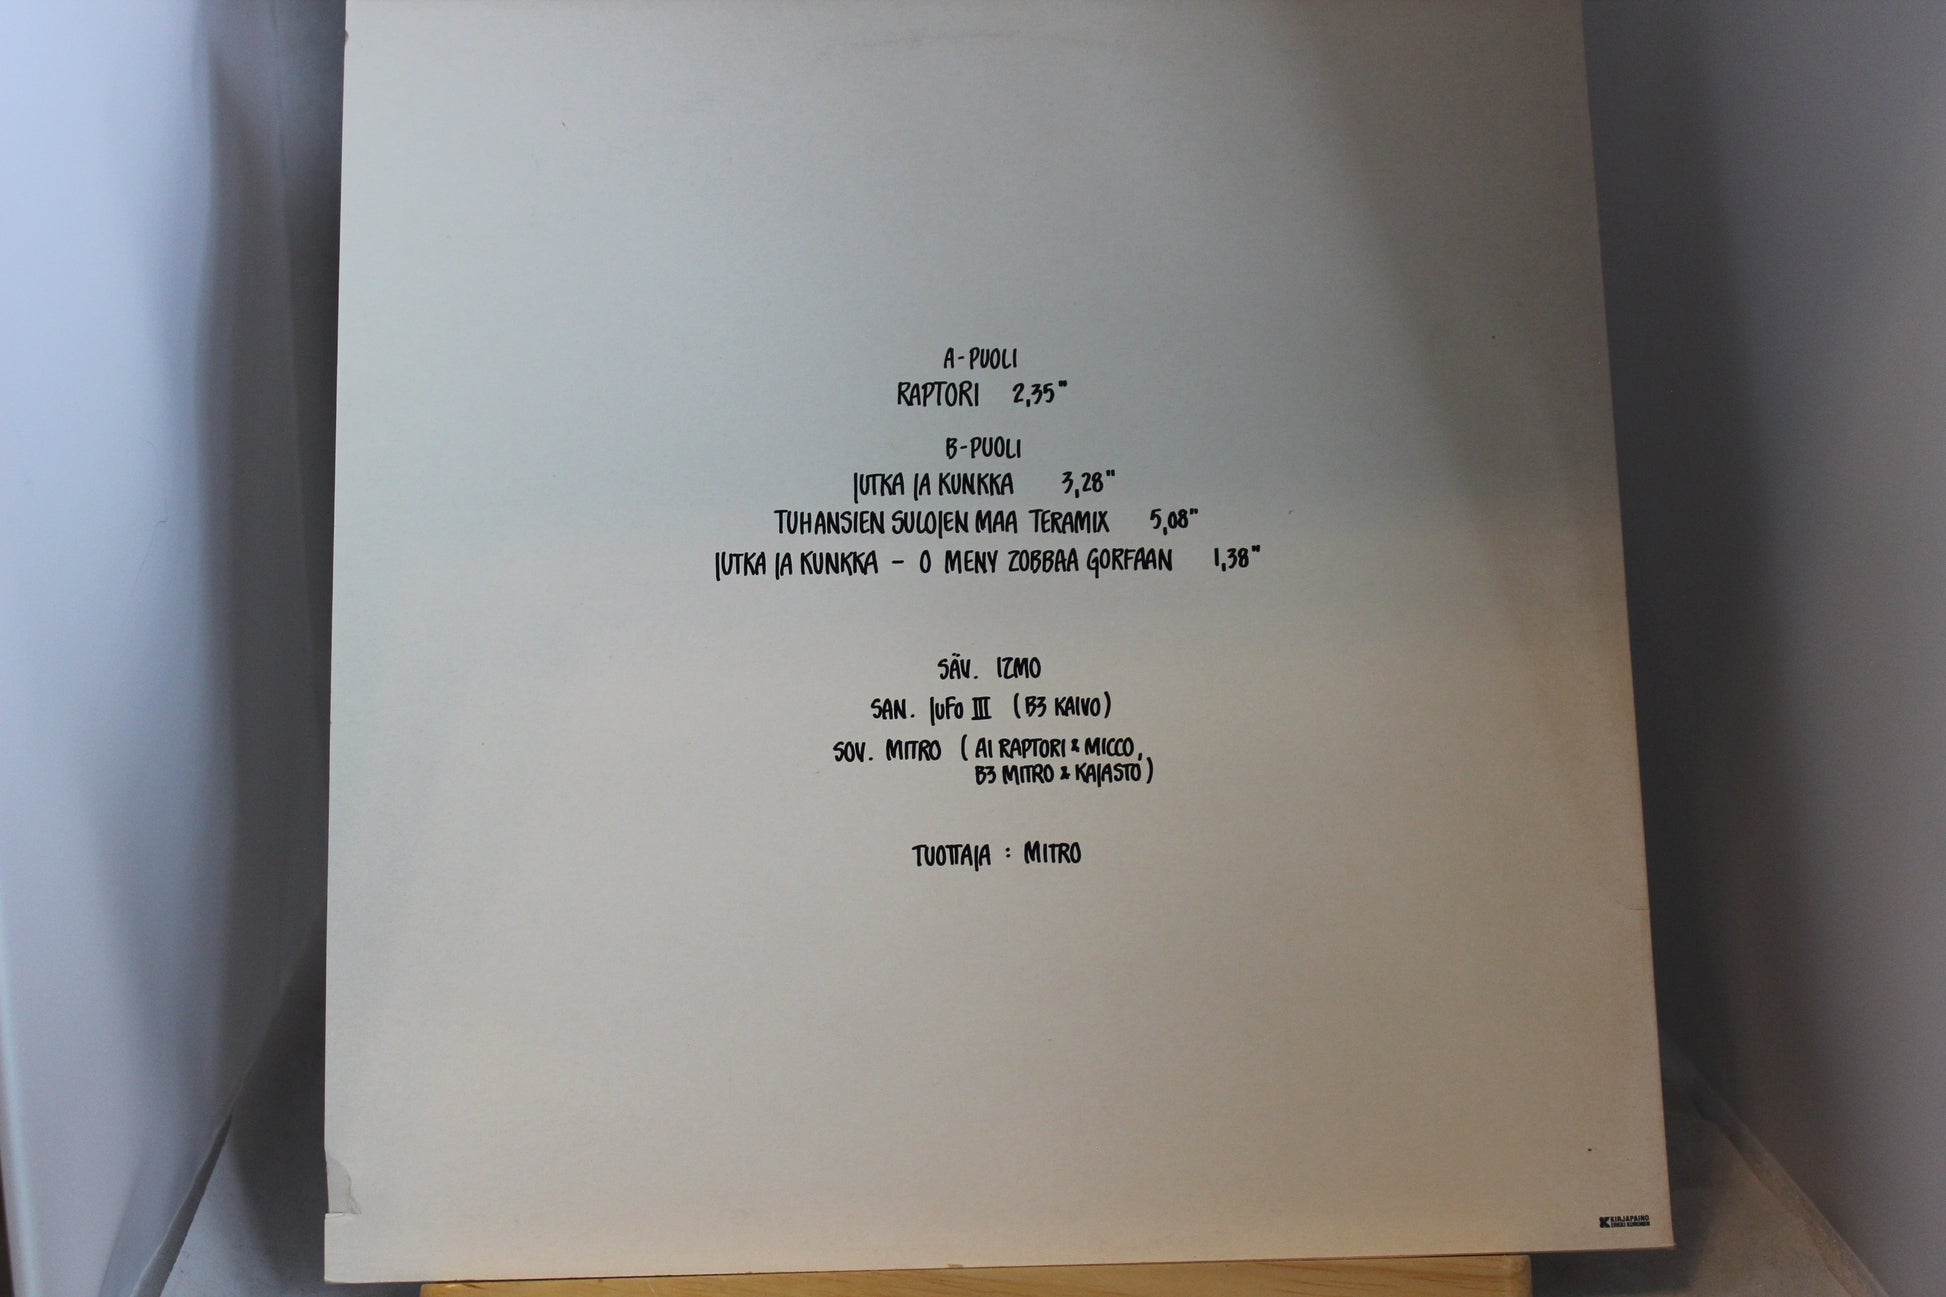 A-PUOLI
RAPTORI 2,35"
B-PUOLI
JUTKA JA KUNKKA 3,28"
TUHANSIEN SULOJEN MAA TERAMIX 5,08"
JUTKA JA KUNKKA - O MENY ZOBBAA GORFAAN 1,38"
SÄV. IZMO
SAN. JUFO III (B3 KAIVO)
SOV. MITRO (A1 RAPTORI & MICCO,
B3 MITRO & KAJASTO)
TUOTTAJA : MITRO
KIRJAPAINO